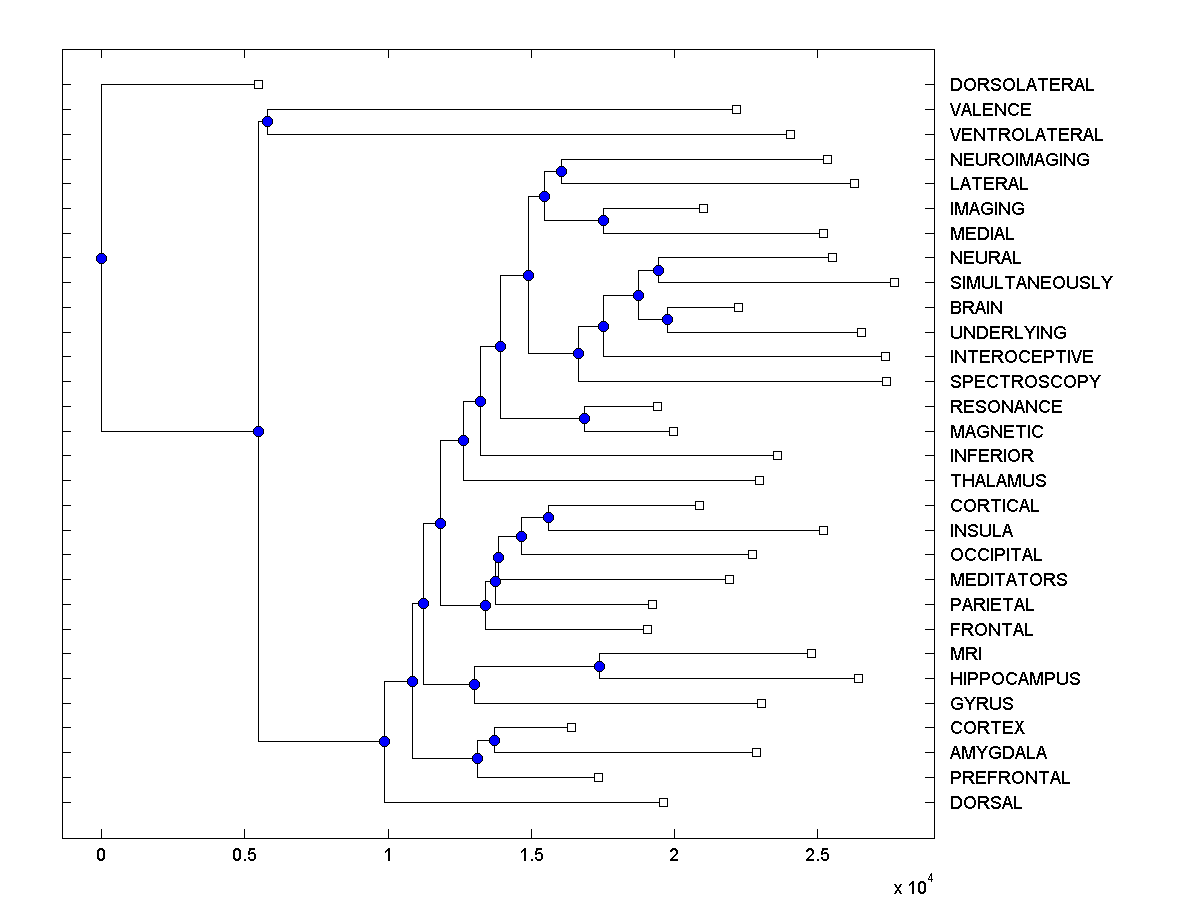 DORSOLATERAL
VALENCE
VENTROLATERAL
NEUROIMAGING
LATERAL
IMAGING
MEDIAL
NEURAL
SIMULTANEOUSLY
BRAIN
UNDERLYING
INTEROCEPTIVE
SPECTROSCOPY
RESONANCE
MAGNETIC
INFERIOR
THALAMUS
CORTICAL
INSULA
OCCIPITAL
MEDITATORS
PARIETAL
FRONTAL
MRI
HIPPOCAMPUS
GYRUS
CORTEX
AMYGDALA
PREFRONTAL
DORSAL
0 0.5 1 1.5 2 2.5
x 10^4